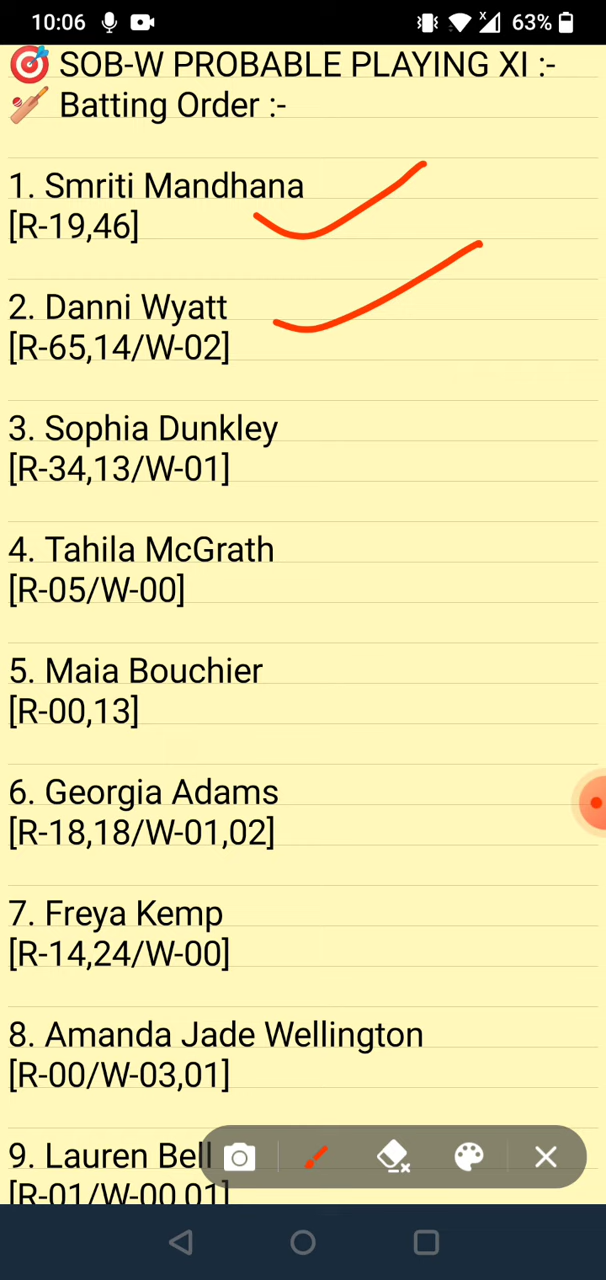 10:06 63%
🎯 SOB-W PROBABLE PLAYING XI :-
🏏 Batting Order :-
1. Smriti Mandhana
[R-19,46]
2. Danni Wyatt
[R-65,14/W-02]
3. Sophia Dunkley
[R-34,13/W-01]
4. Tahila McGrath
[R-05/W-00]
5. Maia Bouchier
[R-00,13]
6. Georgia Adams
[R-18,18/W-01,02]
7. Freya Kemp
[R-14,24/W-00]
8. Amanda Jade Wellington
[R-00/W-03,01]
9. Lauren Bell
[R-01/W-00,01]